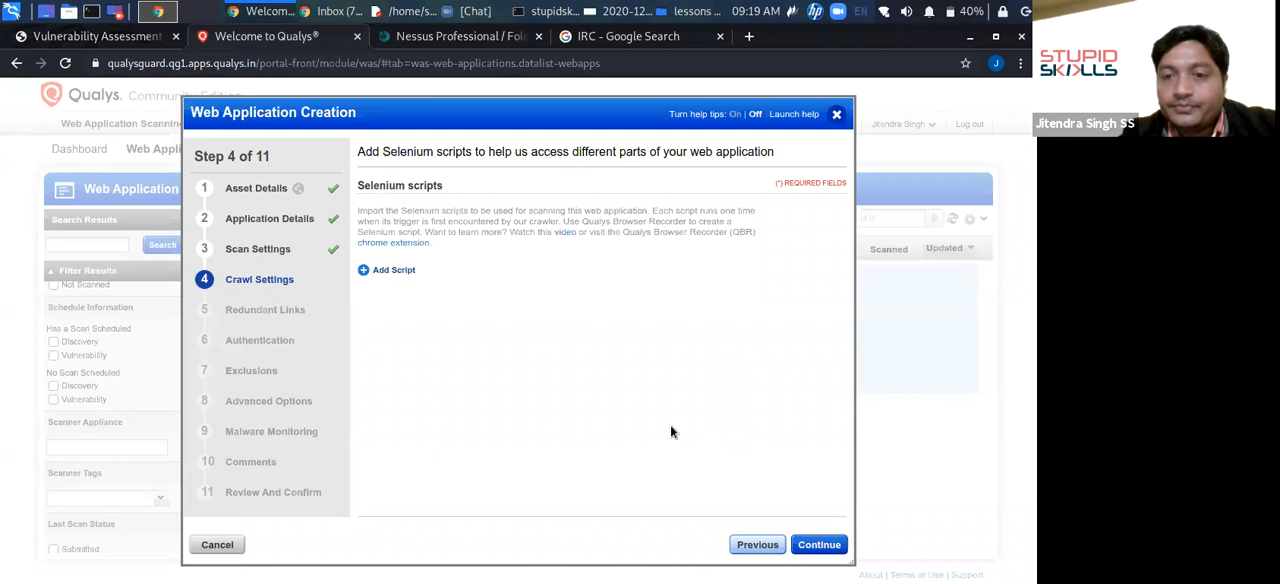 Welcom...
Inbox (7...
/home/s...
[Chat]
stupidsk...
2020-12...
lessons ...
09:19 AM
EN
40%
Vulnerability Assessment
Welcome to Qualys®
Nessus Professional / Fol
IRC - Google Search
qualysguard.qg1.apps.qualys.in/portal-front/module/was/#tab=was-web-applications.datalist-webapps
J
STUPID
SKILLS
Jitendra Singh SS
Qualys. Community Edition
Web Application Scannin
Jitendra Singh
Log out
Dashboard
Web Appli
Web Application
Search Results
Search
Filter Results
Not Scanned
Schedule Information
Has a Scan Scheduled
Discovery
Vulnerability
No Scan Scheduled
Discovery
Vulnerability
Scanner Appliance
Scanner Tags
Last Scan Status
Submitted
Web Application Creation
Turn help tips: On | Off Launch help
Step 4 of 11
1 Asset Details
2 Application Details
3 Scan Settings
4 Crawl Settings
5 Redundant Links
6 Authentication
7 Exclusions
8 Advanced Options
9 Malware Monitoring
10 Comments
11 Review And Confirm
Add Selenium scripts to help us access different parts of your web application
Selenium scripts
(*) REQUIRED FIELDS
Import the Selenium scripts to be used for scanning this web application. Each script runs one time
when its trigger is first encountered by our crawler. Use Qualys Browser Recorder to create a
Selenium script. Want to learn more? Watch this video or visit the Qualys Browser Recorder (QBR)
chrome extension.
Add Script
Cancel
Previous
Continue
of 0
Scanned
Updated
About | Terms of Use | Support